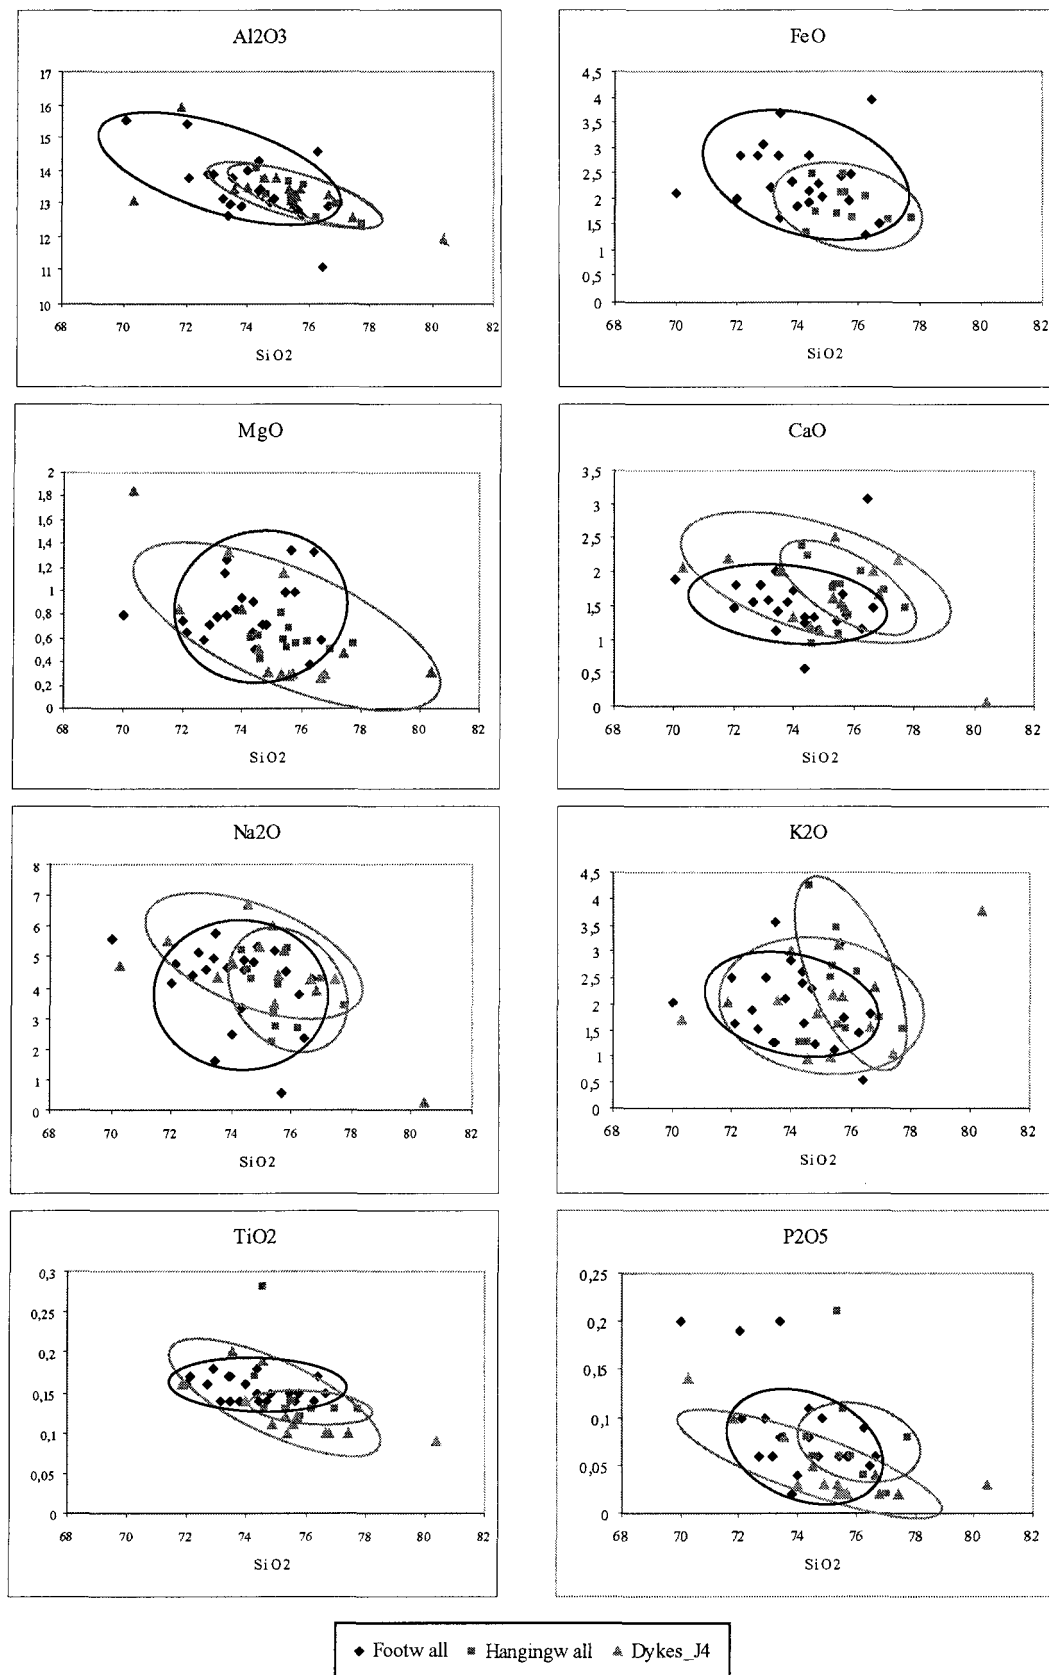 Al2O3
17
16
15
14
13
12
11
10
68 70 72 74 76 78 80 82
SiO2
FeO
4,5
4
3,5
3
2,5
2
1,5
1
0,5
0
68 70 72 74 76 78 80 82
SiO2
MgO
2
1,8
1,6
1,4
1,2
1
0,8
0,6
0,4
0,2
0
68 70 72 74 76 78 80 82
SiO2
CaO
3,5
3
2,5
2
1,5
1
0,5
0
68 70 72 74 76 78 80 82
SiO2
Na2O
8
7
6
5
4
3
2
1
0
68 70 72 74 76 78 80 82
SiO2
K2O
4,5
4
3,5
3
2,5
2
1,5
1
0,5
0
68 70 72 74 76 78 80 82
SiO2
TiO2
0,3
0,25
0,2
0,15
0,1
0,05
0
68 70 72 74 76 78 80 82
SiO2
P2O5
0,25
0,2
0,15
0,1
0,05
0
68 70 72 74 76 78 80 82
SiO2
Footw all Hangingw all Dykes_J4